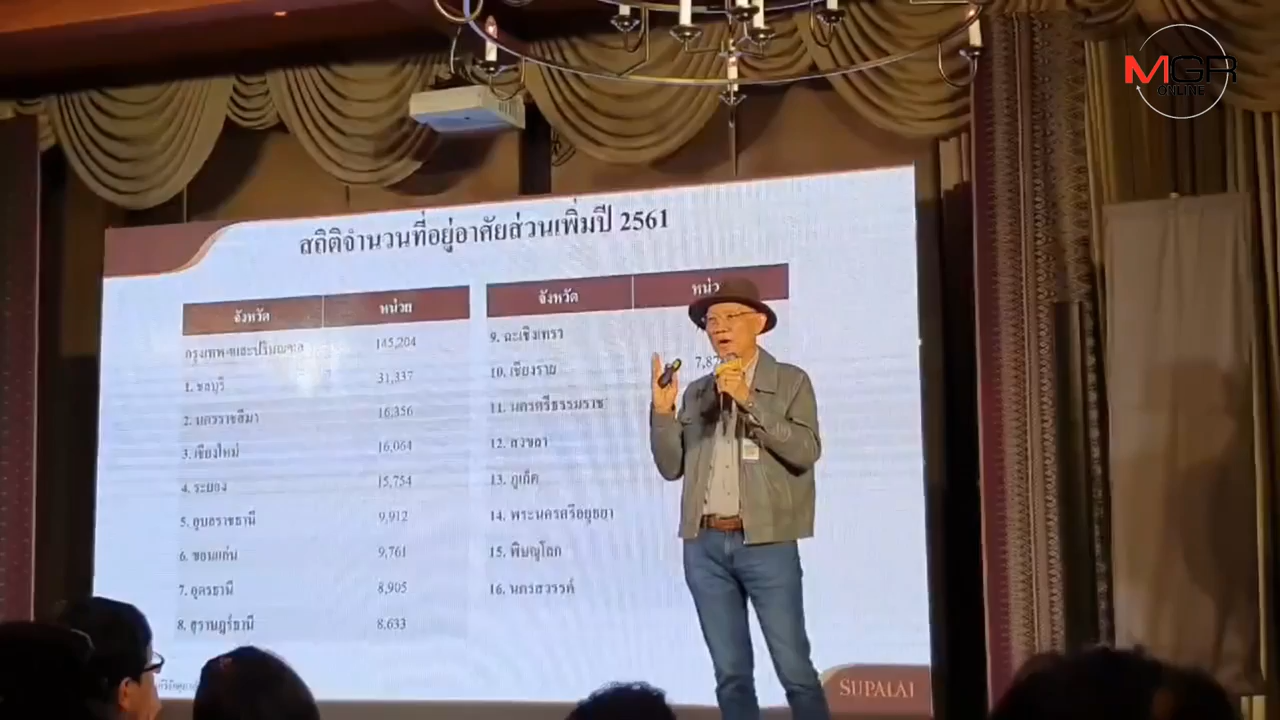 MGR
ONLINE
สถิติจำนวนที่อยู่อาศัยส่วนเพิ่มปี 2561
จังหวัด หน่วย
กรุงเทพฯและปริมณฑล 145,204
1. ชลบุรี 31,337
2. นครราชสีมา 16,356
3. เชียงใหม่ 16,064
4. ระยอง 15,754
5. อุบลราชธานี 9,912
6. ขอนแก่น 9,761
7. อุดรธานี 8,905
8. สุราษฎร์ธานี 8,633
จังหวัด
9. ฉะเชิงเทรา
10. เชียงราย
11. นครศรีธรรมราช
12. สงขลา
13. ภูเก็ต
14. พระนครศรีอยุธยา
15. พิษณุโลก
16. นครสวรรค์
SUPALAI